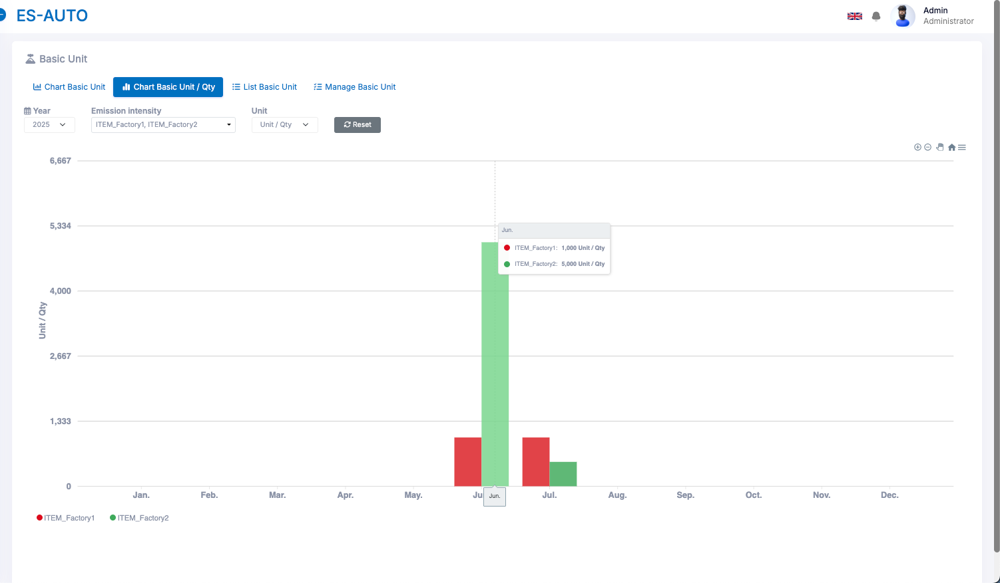 ES-AUTO
Admin
Administrator
Basic Unit
Chart Basic Unit
Chart Basic Unit / Qty
List Basic Unit
Manage Basic Unit
Year
Emission intensity
Unit
2025
ITEM_Factory1, ITEM_Factory2
Unit / Qty
Reset
6,667
5,334
4,000
2,667
1,333
0
Unit / Qty
Jun.
ITEM_Factory1: 1,000 Unit / Qty
ITEM_Factory2: 5,000 Unit / Qty
Jan.
Feb.
Mar.
Apr.
May.
Ju
Jun.
Jul.
Aug.
Sep.
Oct.
Nov.
Dec.
ITEM_Factory1
ITEM_Factory2